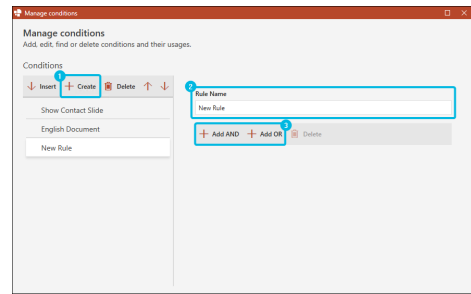 Manage conditions
Manage conditions
Add, edit, find or delete conditions and their usages.
Conditions
1
Insert Create Delete
Show Contact Slide
English Document
New Rule
2
Rule Name
New Rule
3
Add AND Add OR Delete